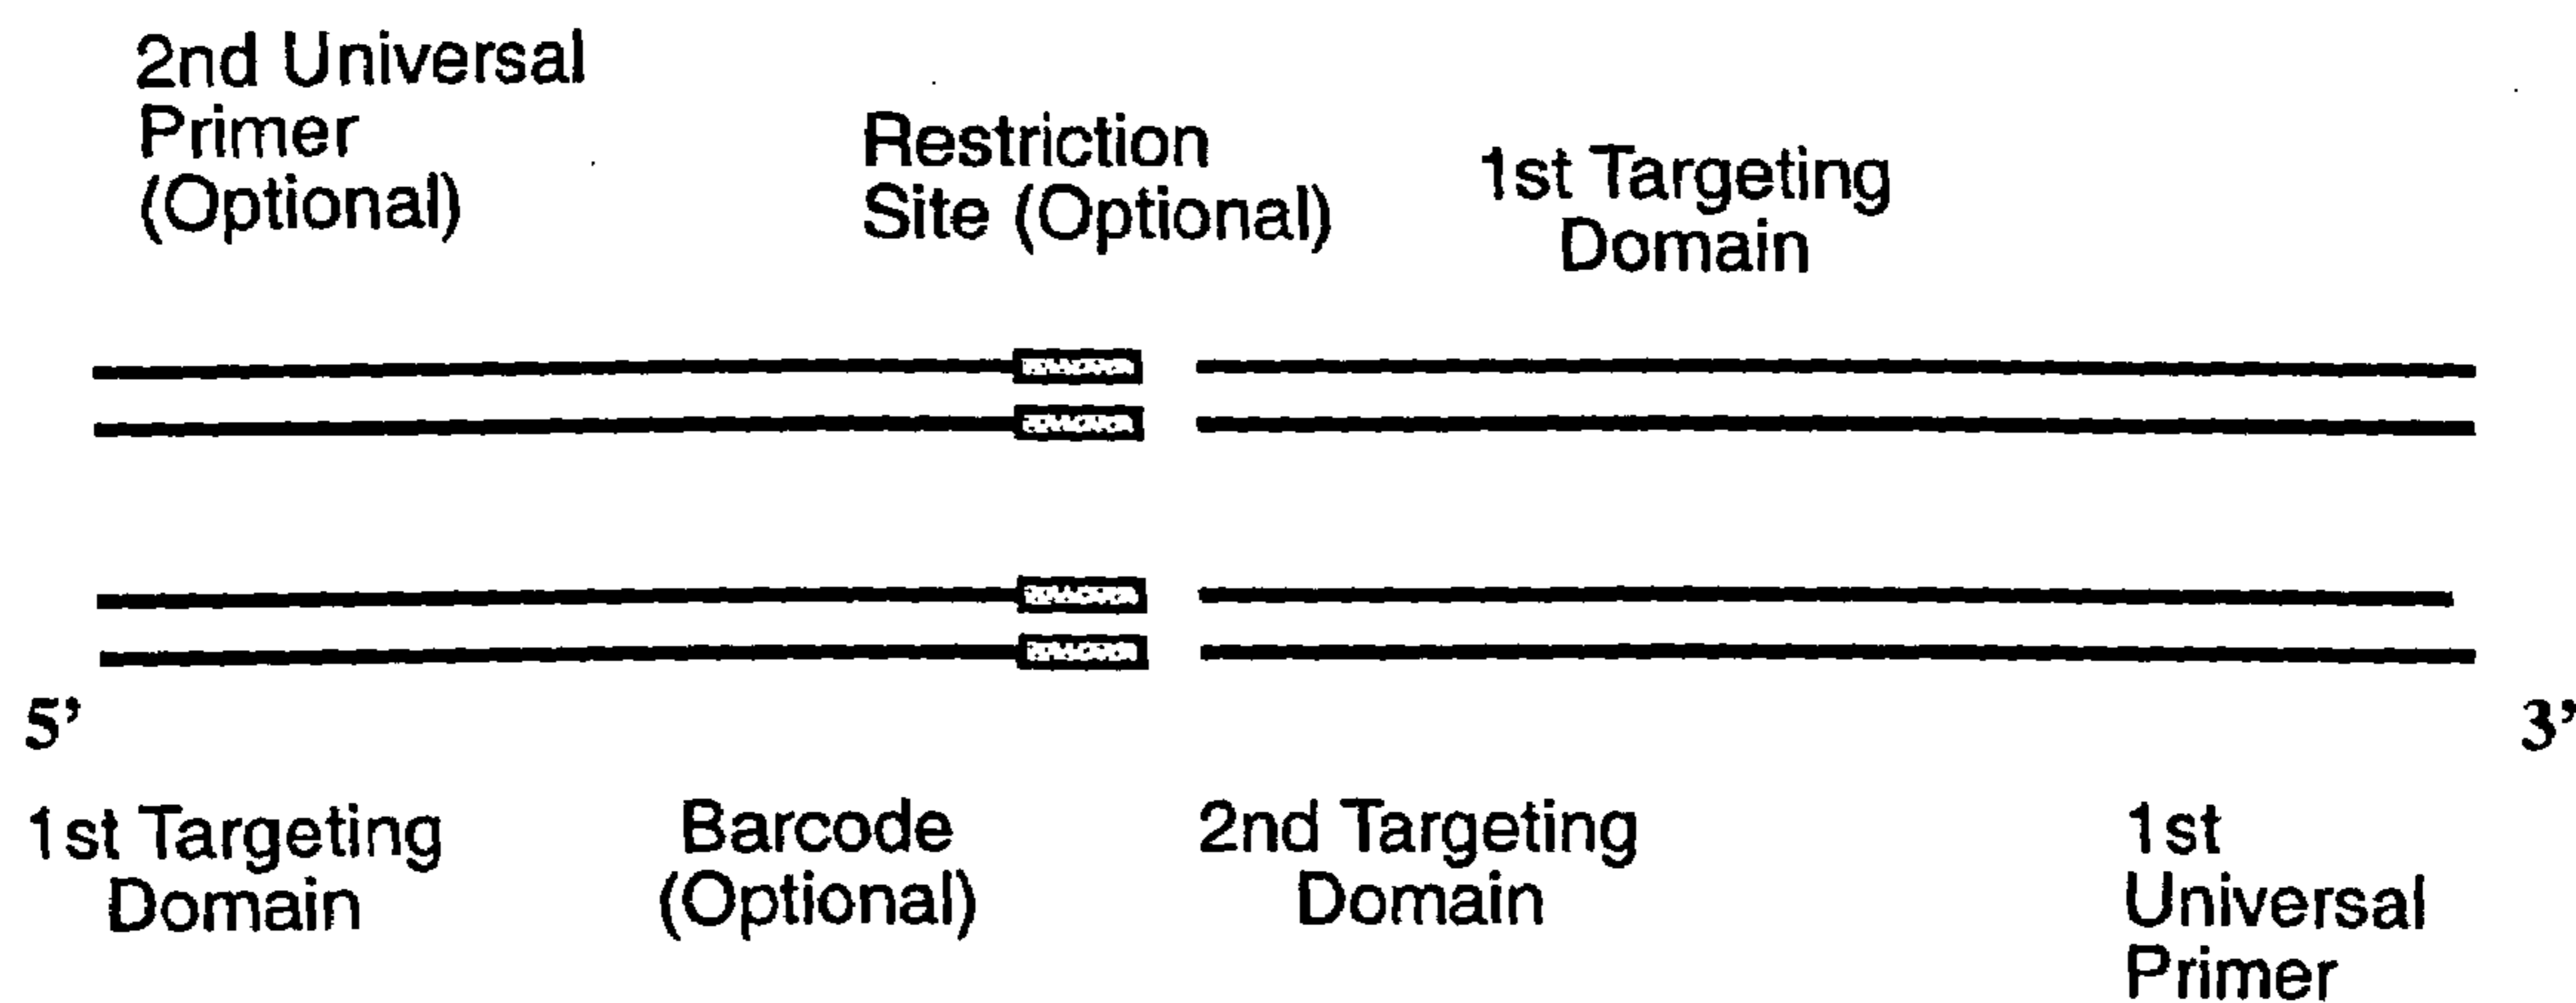 2nd Universal
Primer
(Optional)
Restriction
Site (Optional)
1st Targeting
Domain
5’
3’
1st Targeting
Domain
Barcode
(Optional)
2nd Targeting
Domain
1st
Universal
Primer